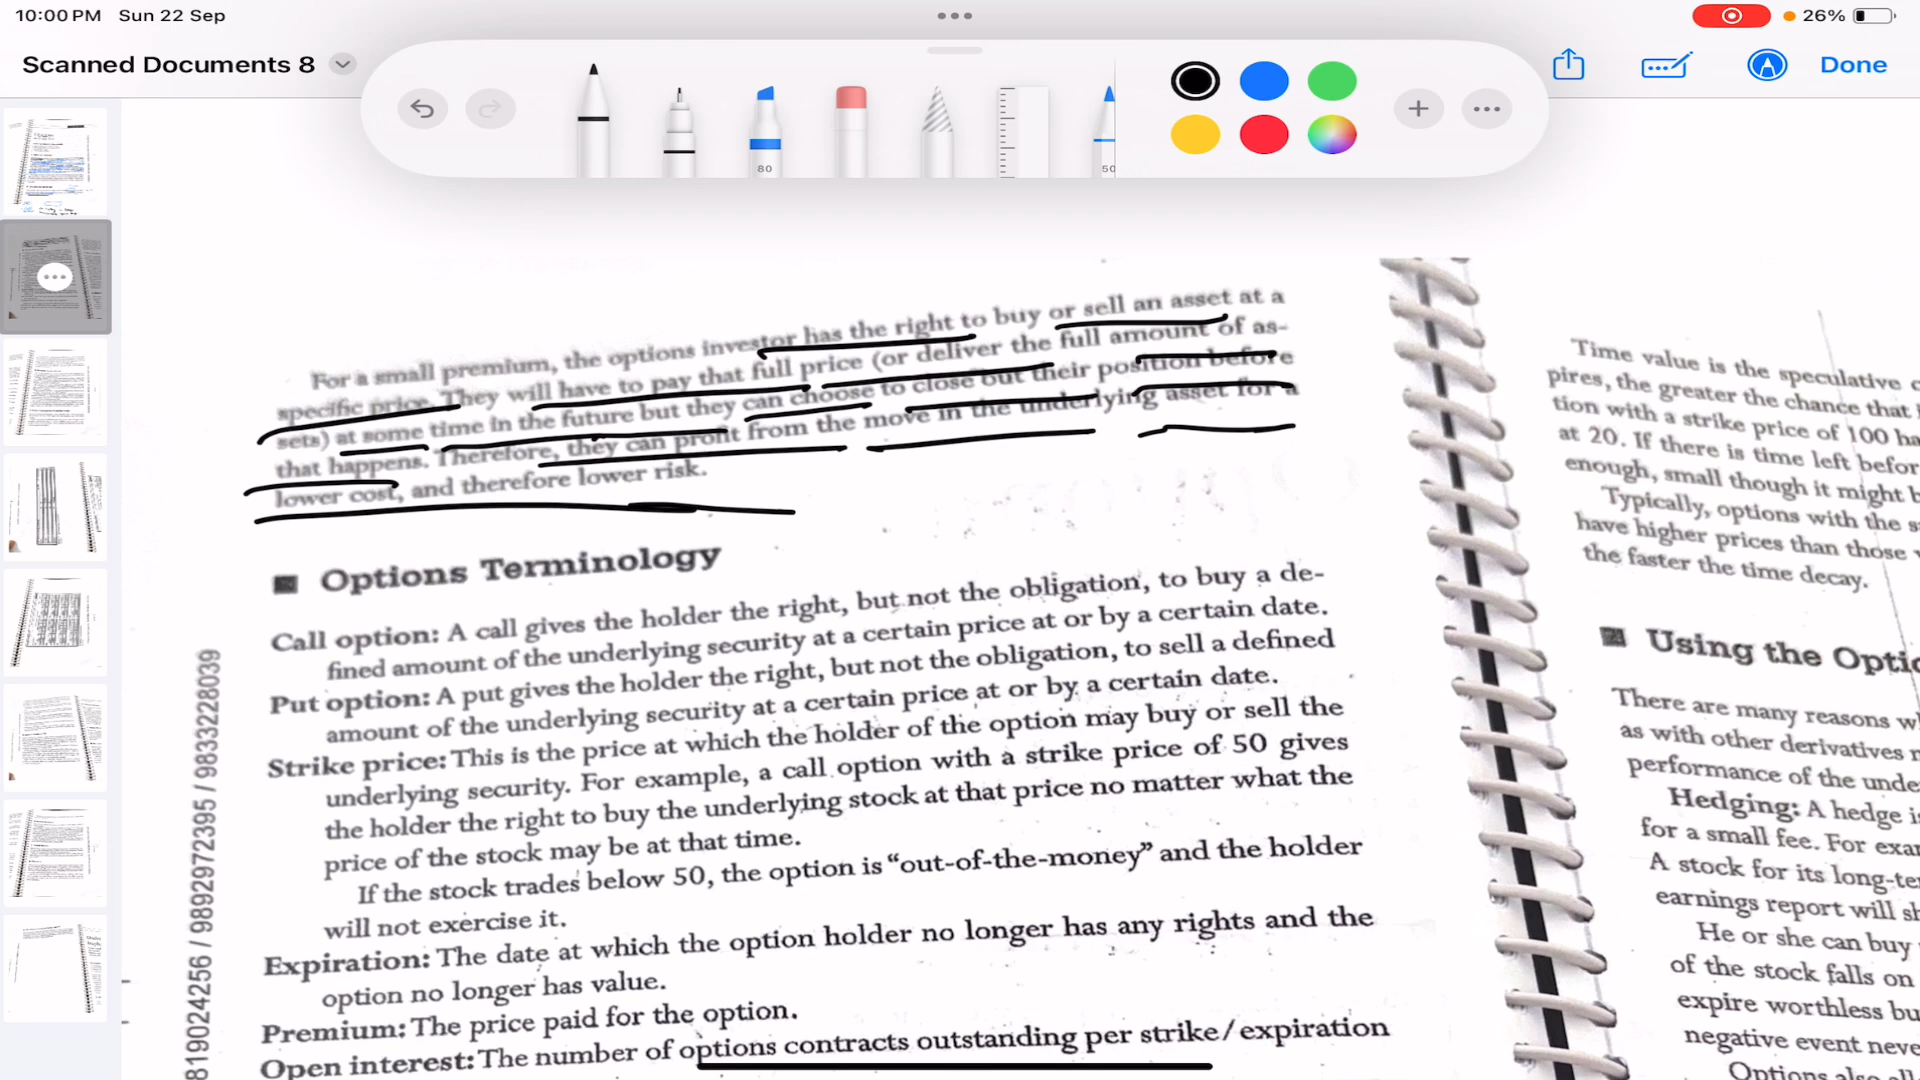 10:00 PM Sun 22 Sep
26%
Scanned Documents 8
Done
80
50
For a small premium, the options investor has the right to buy or sell an asset at a
specific price. They will have to pay that full price (or deliver the full amount of as-
sets) at some time in the future but they can choose to close out their position before
that happens. Therefore, they can profit from the move in the underlying asset for a
lower cost, and therefore lower risk.
Options Terminology
Call option: A call gives the holder the right, but not the obligation, to buy a de-
fined amount of the underlying security at a certain price at or by a certain date.
Put option: A put gives the holder the right, but not the obligation, to sell a defined
amount of the underlying security at a certain price at or by a certain date.
Strike price: This is the price at which the holder of the option may buy or sell the
underlying security. For example, a call option with a strike price of 50 gives
the holder the right to buy the underlying stock at that price no matter what the
price of the stock may be at that time.
If the stock trades below 50, the option is “out-of-the-money” and the holder
will not exercise it.
Expiration: The date at which the option holder no longer has any rights and the
option no longer has value.
Premium: The price paid for the option.
Open interest: The number of options contracts outstanding per strike/expiration
8819024256 / 9892972395 / 9833228039
Time value is the speculative
pires, the greater the chance that
tion with a strike price of 100
at 20. If there is time left
enough, small though it might
Typically, options with the
have higher prices than those
the faster the time decay.
Using the
There are many reasons
as with other derivatives
performance of the
Hedging: A hedge
for a small fee. For
A stock for its
earnings report will
He or she can buy
of the stock falls on
expire worthless
negative event
Options